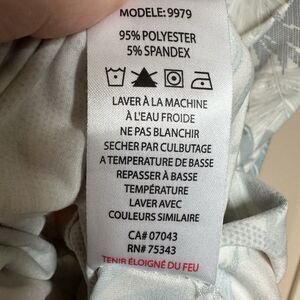 MODELE: 9979
95% POLYESTER
5% SPANDEX
LAVER À LA MACHINE
À L'EAU FROIDE
NE PAS BLANCHIR
SECHER PAR CULBUTAGE
A TEMPERATURE DE BASSE
REPASSER À BASSE
TEMPÉRATURE
LAVER AVEC
COULEURS SIMILAIRE
CA# 07043
RN# 75343
TENIR ÉLOIGNÉ DU FEU